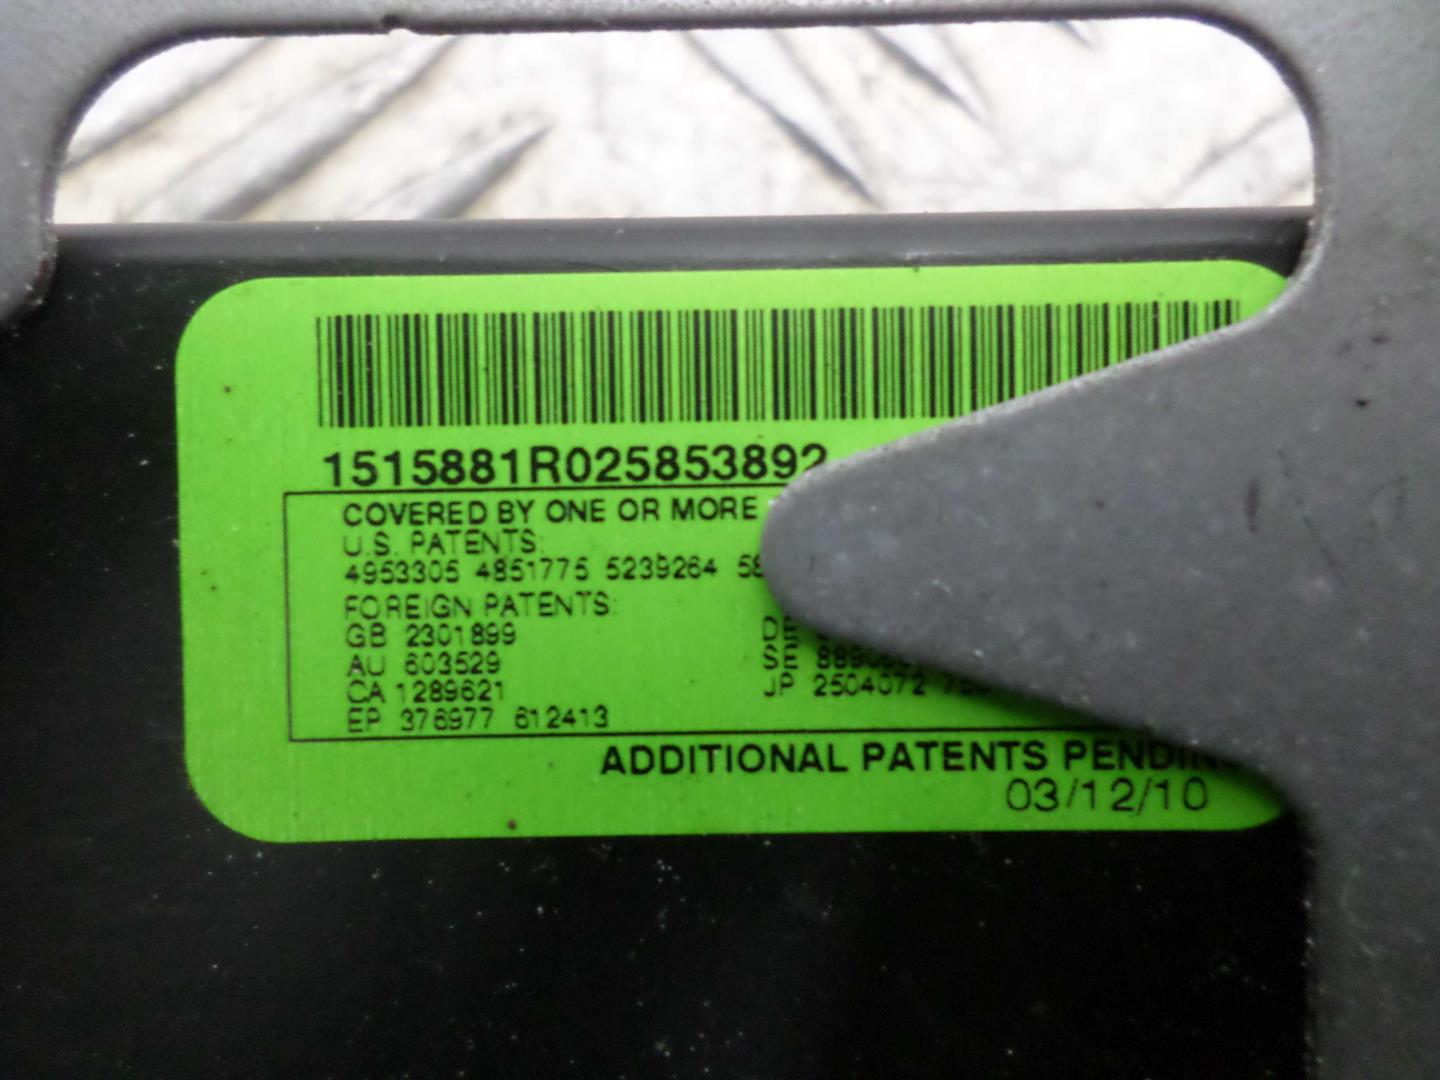 1515881R025853892
COVERED BY ONE OR MORE
U.S. PATENTS:
4953305 4851775 5239264
FOREIGN PATENTS:
GB 2301899 DE
AU 603529 SE
CA 1289621 JP 2504072
EP 376977 612413
ADDITIONAL PATENTS
03/12/10